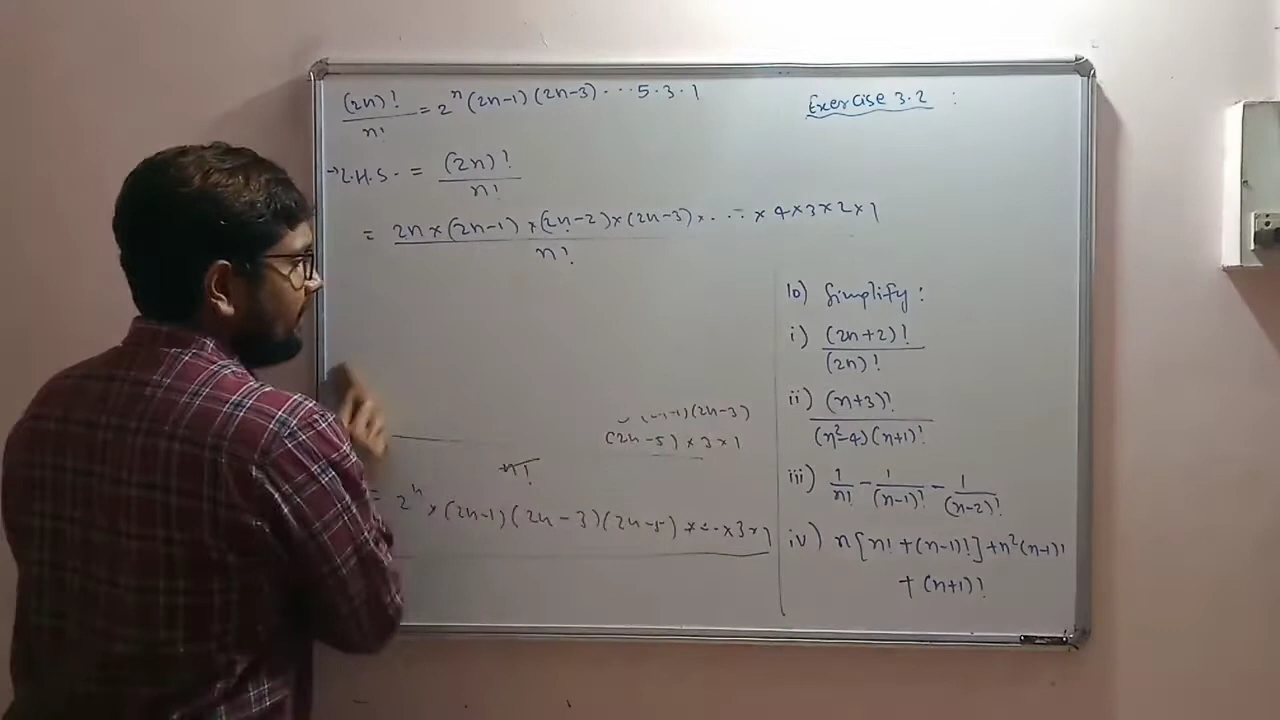 (2n)! / n! = 2^n (2n-1) (2n-3) ... 5.3.1
Exercise 3.2 :
→ L.H.S. = (2n)! / n!
= 2n × (2n-1) × (2n-2) × (2n-3) × ... × 4 × 3 × 2 × 1 / n!
(2n-3)
(2n-5) × 3 × 1
n!
= 2^n × (2n-1) (2n-3) (2n-5) × ... × 3 × 1
10) Simplify :
i) (2n+2)! / (2n)!
ii) (n+3)! / (n²-4) (n+1)!
iii) 1/n! - 1/(n-1)! - 1/(n-2)!
iv) n[n! + (n-1)!] + n²(n-1)!
+ (n+1)!